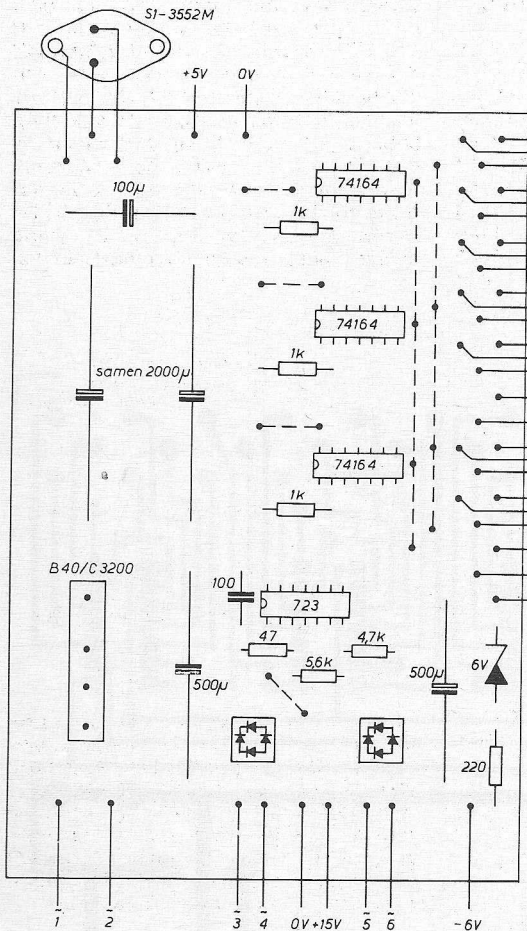 SI-3552M
+5V 0V
100µ
74164
1k
74164
1k
samen 2000µ
74164
1k
B40/C3200
100
723
47
4,7k
5,6k
500µ
500µ
6V
220
1̃ 2̃ 3̃ 4̃ 0V +15V 5̃ 6̃ -6V